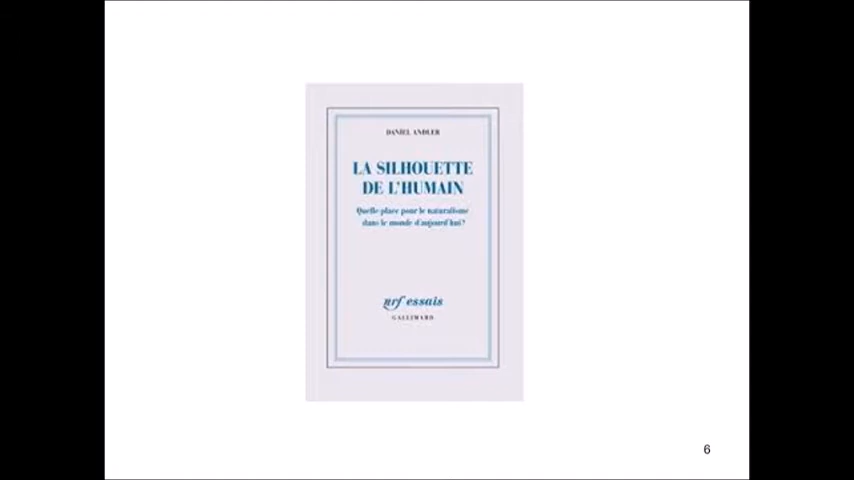 DANIEL ANDLER
LA SILHOUETTE
DE L'HUMAIN
Quelle place pour le naturalisme
dans le monde d'aujourd'hui?
nrf essais
GALLIMARD
6